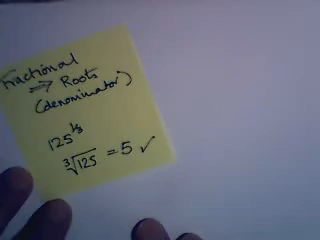 Fractional
⇒ Roots
(denominator)
125^1/3
∛125 = 5 ✓